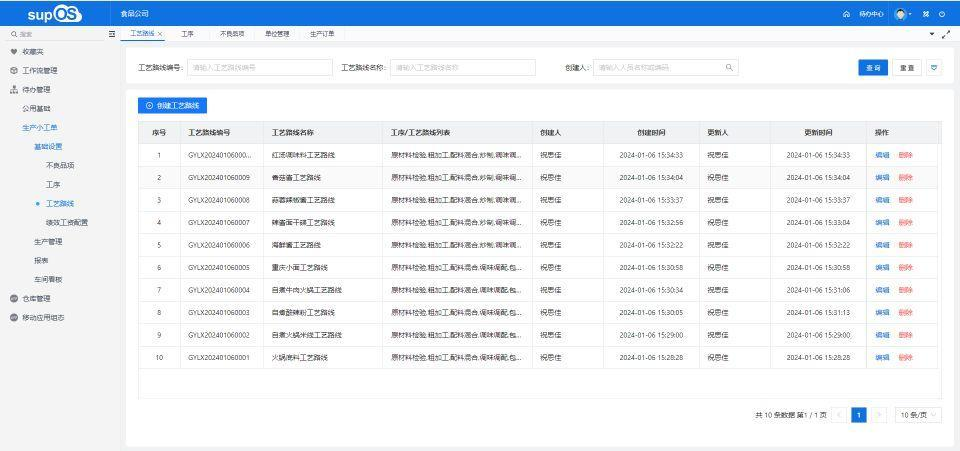 supOS
食品公司
待办中心
搜索
工艺路线
工序
不良品项
单位管理
生产订单
收藏夹
工作流管理
待办管理
公用基础
生产小工单
基础设置
不良品项
工序
工艺路线
绩效工资配置
生产管理
报表
车间看板
仓库管理
移动应用组态
工艺路线编号: 请输入工艺路线编号 工艺路线名称: 请输入工艺路线名称 创建人: 请输入人员名称或编码 查询 重置
创建工艺路线
序号 工艺路线编号 工艺路线名称 工序/工艺路线列表 创建人 创建时间 更新人 更新时间 操作
1 GYLX20240106000... 红汤调味料工艺路线 原材料检验,粗加工,配料混合,炒制,调味调... 祝思佳 2024-01-06 15:34:33 祝思佳 2024-01-06 15:34:33 编辑 删除
2 GYLX202401060009 香菇酱工艺路线 原材料检验,粗加工,配料混合,炒制,调味调... 祝思佳 2024-01-06 15:34:04 祝思佳 2024-01-06 15:34:04 编辑 删除
3 GYLX202401060008 蒜蓉辣椒酱工艺路线 原材料检验,粗加工,配料混合,炒制,调味调... 祝思佳 2024-01-06 15:33:37 祝思佳 2024-01-06 15:33:37 编辑 删除
4 GYLX202401060007 辣酱面干碟工艺路线 原材料检验,粗加工,配料混合,炒制,调味调... 祝思佳 2024-01-06 15:32:56 祝思佳 2024-01-06 15:33:04 编辑 删除
5 GYLX202401060006 海鲜酱工艺路线 原材料检验,粗加工,配料混合,炒制,调味调... 祝思佳 2024-01-06 15:32:22 祝思佳 2024-01-06 15:32:22 编辑 删除
6 GYLX202401060005 重庆小面工艺路线 原材料检验,粗加工,配料混合,调味调配,包... 祝思佳 2024-01-06 15:30:58 祝思佳 2024-01-06 15:30:58 编辑 删除
7 GYLX202401060004 自煮牛肉火锅工艺路线 原材料检验,粗加工,配料混合,调味调配,包... 祝思佳 2024-01-06 15:30:34 祝思佳 2024-01-06 15:31:06 编辑 删除
8 GYLX202401060003 自煮酸辣粉工艺路线 原材料检验,粗加工,配料混合,调味调配,包... 祝思佳 2024-01-06 15:30:05 祝思佳 2024-01-06 15:31:13 编辑 删除
9 GYLX202401060002 自煮火锅米线工艺路线 原材料检验,粗加工,配料混合,调味调配,包... 祝思佳 2024-01-06 15:29:00 祝思佳 2024-01-06 15:29:00 编辑 删除
10 GYLX202401060001 火锅底料工艺路线 原材料检验,粗加工,配料混合,调味调配,包... 祝思佳 2024-01-06 15:28:28 祝思佳 2024-01-06 15:28:28 编辑 删除
共 10 条数据 第1 / 1 页 1 10 条/页